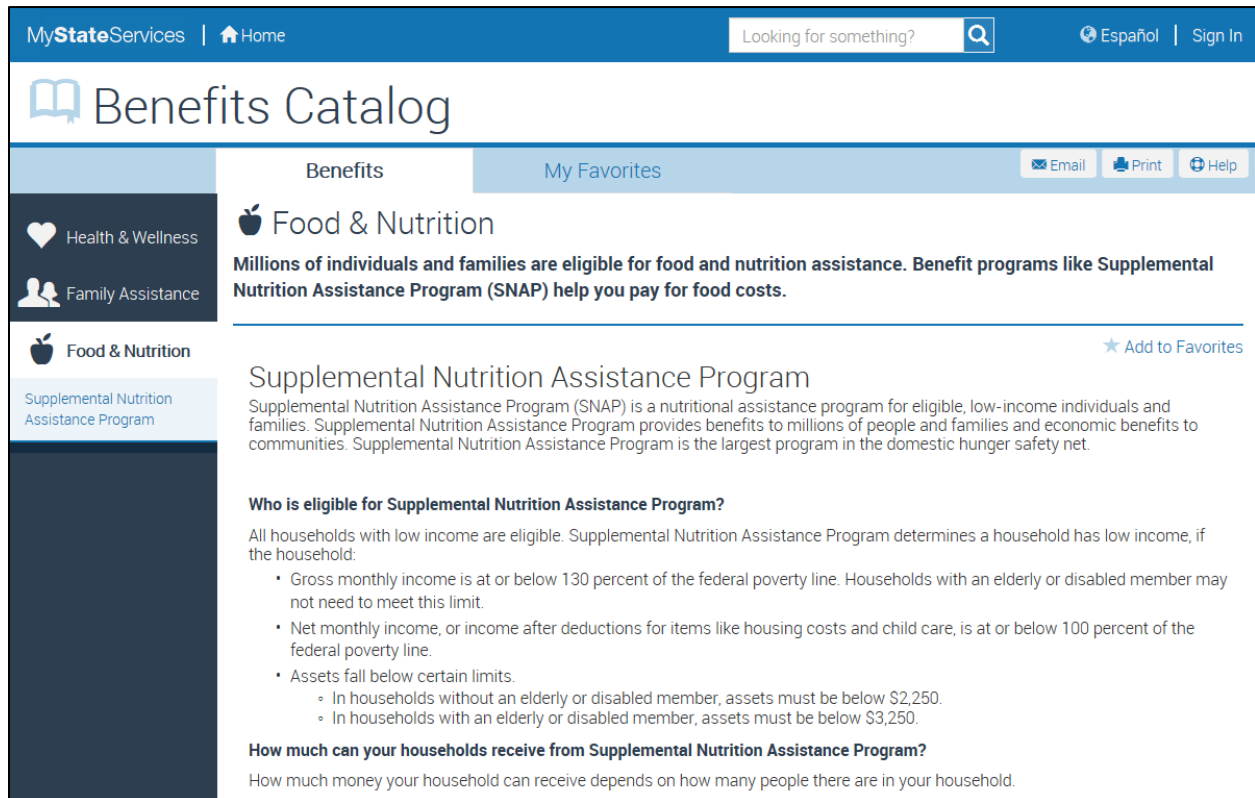 MyStateServices | Home
Looking for something?
Español | Sign In
Benefits Catalog
Benefits
My Favorites
Email
Print
Help
Health & Wellness
Family Assistance
Food & Nutrition
Supplemental Nutrition
Assistance Program
Food & Nutrition
Millions of individuals and families are eligible for food and nutrition assistance. Benefit programs like Supplemental
Nutrition Assistance Program (SNAP) help you pay for food costs.
Add to Favorites
Supplemental Nutrition Assistance Program
Supplemental Nutrition Assistance Program (SNAP) is a nutritional assistance program for eligible, low-income individuals and
families. Supplemental Nutrition Assistance Program provides benefits to millions of people and families and economic benefits to
communities. Supplemental Nutrition Assistance Program is the largest program in the domestic hunger safety net.
Who is eligible for Supplemental Nutrition Assistance Program?
All households with low income are eligible. Supplemental Nutrition Assistance Program determines a household has low income, if
the household:
• Gross monthly income is at or below 130 percent of the federal poverty line. Households with an elderly or disabled member may
not need to meet this limit.
• Net monthly income, or income after deductions for items like housing costs and child care, is at or below 100 percent of the
federal poverty line.
• Assets fall below certain limits.
◦ In households without an elderly or disabled member, assets must be below $2,250.
◦ In households with an elderly or disabled member, assets must be below $3,250.
How much can your households receive from Supplemental Nutrition Assistance Program?
How much money your household can receive depends on how many people there are in your household.